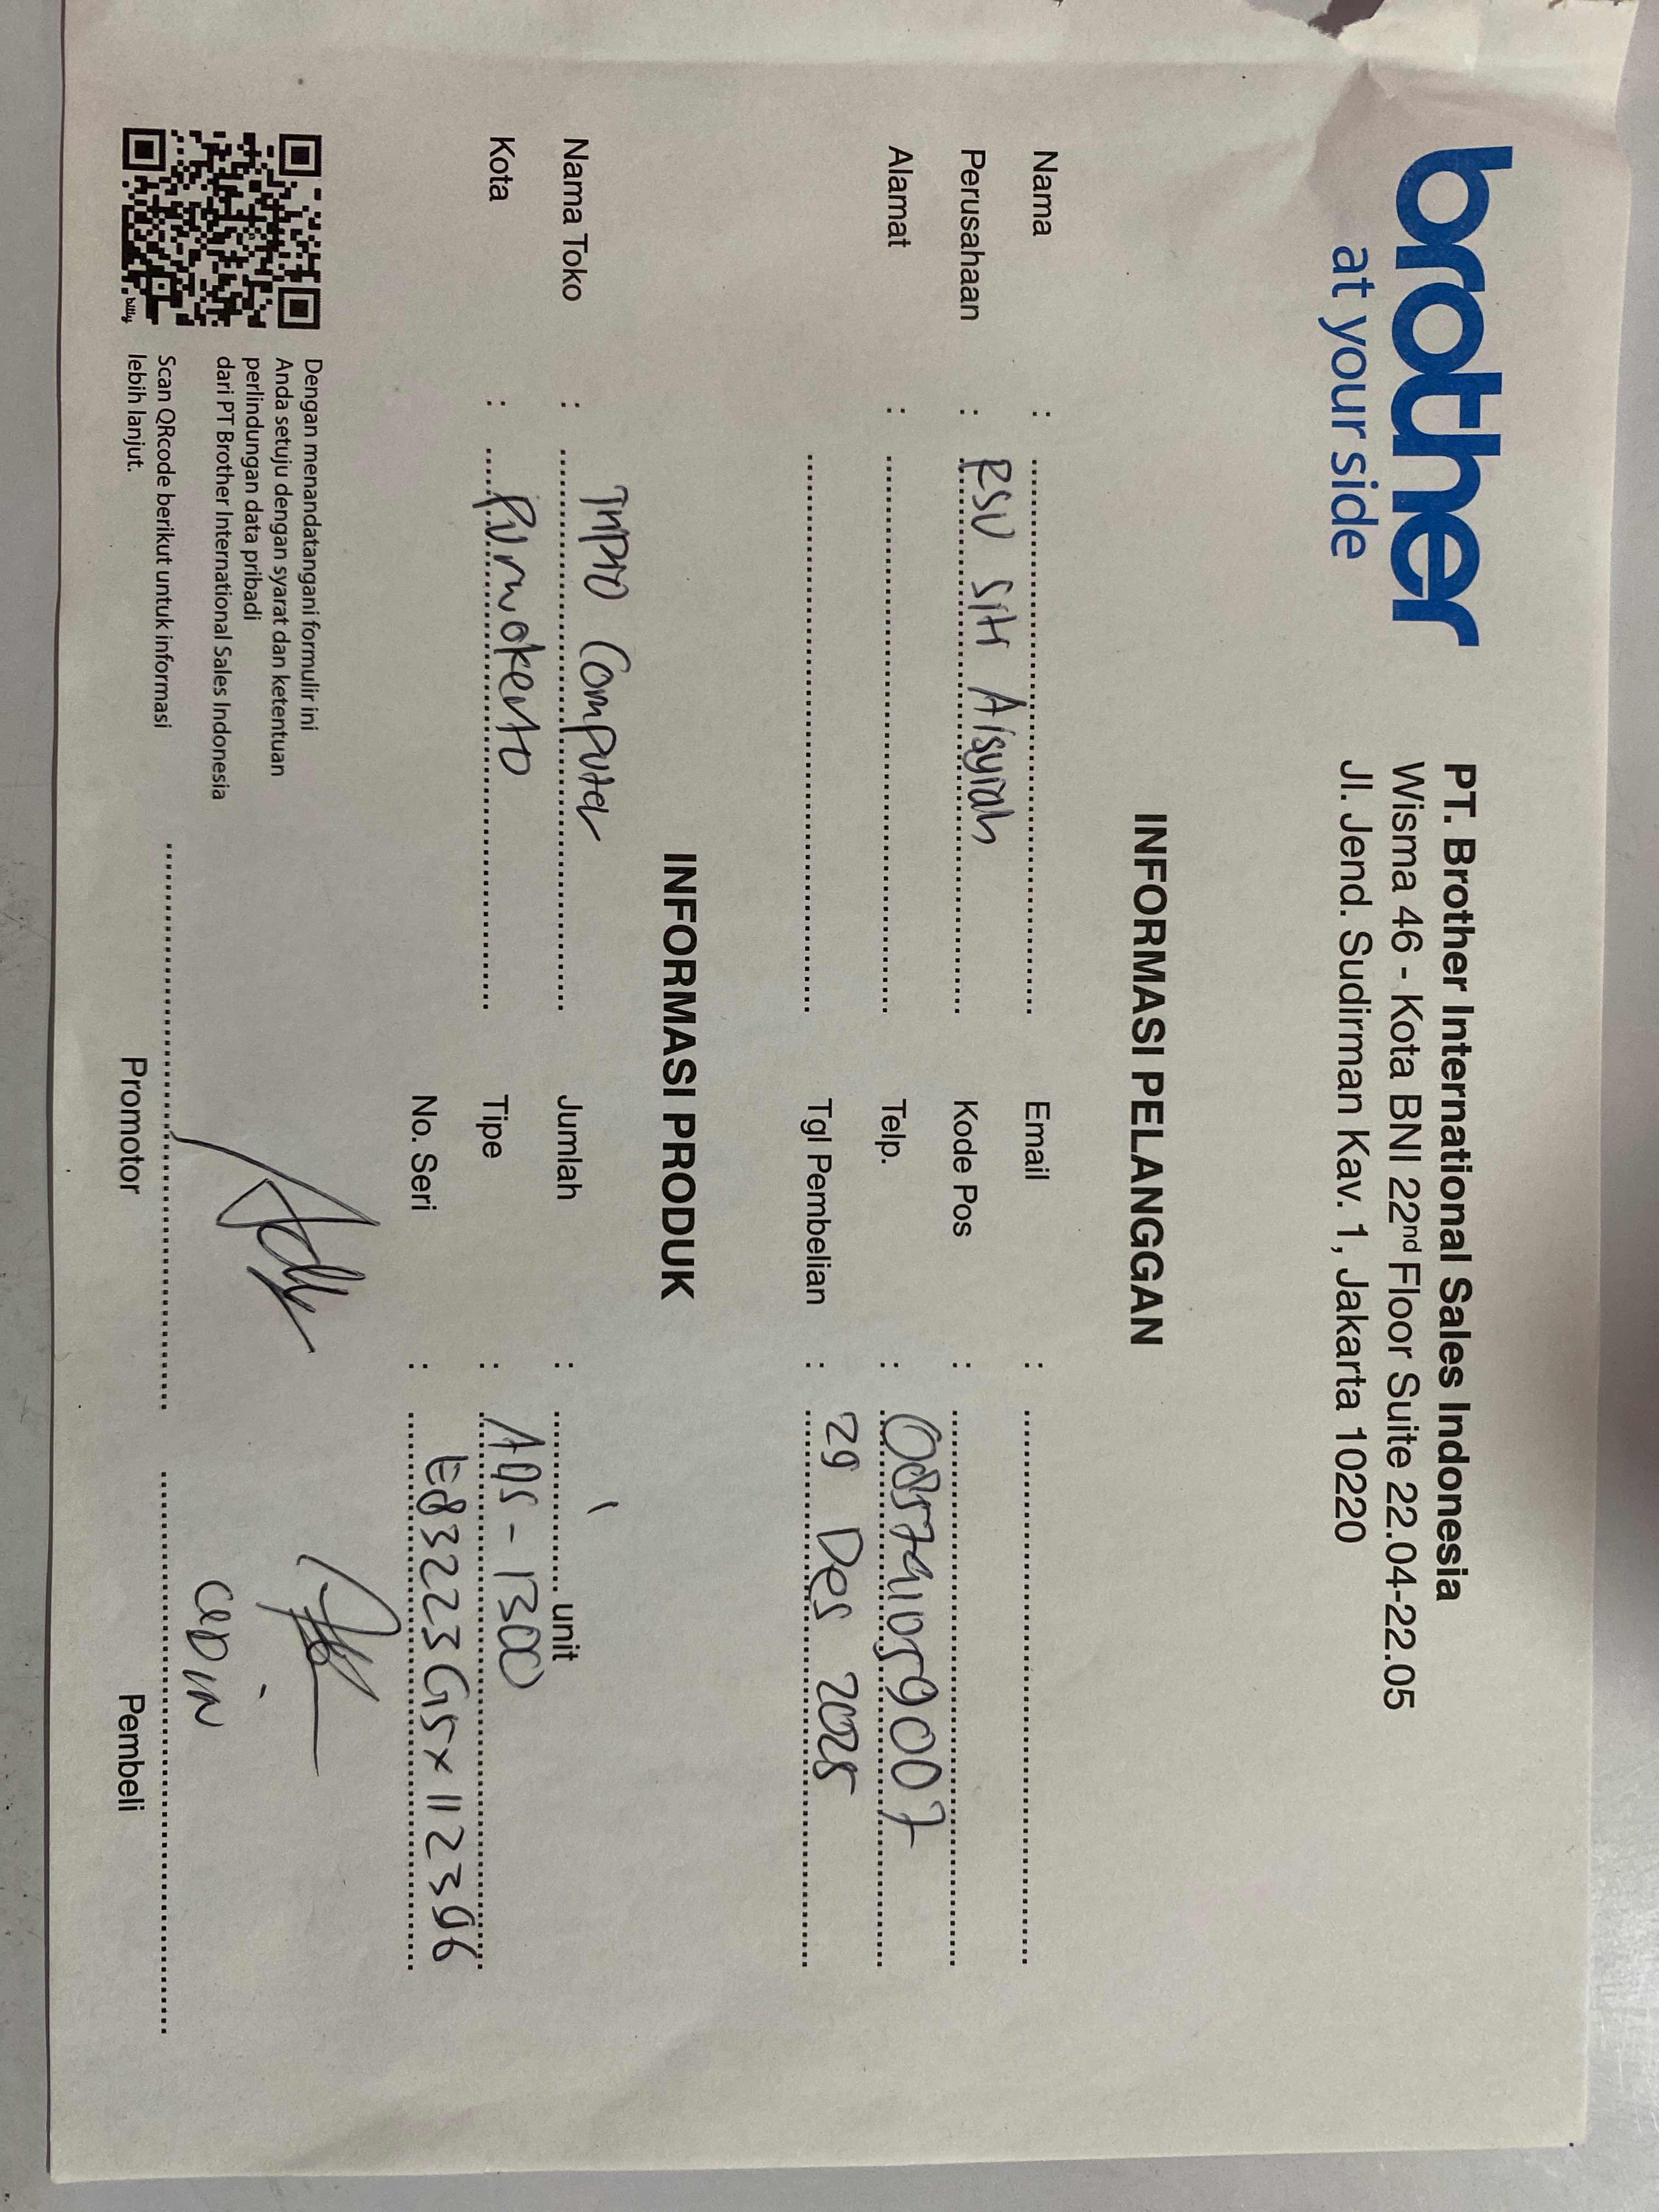 brother
at your side
PT. Brother International Sales Indonesia
Wisma 46 - Kota BNI 22nd Floor Suite 22.04-22.05
Jl. Jend. Sudirman Kav. 1, Jakarta 10220
INFORMASI PELANGGAN
Nama :
Email :
Perusahaan : RSU Siti Aisyiah
Kode Pos :
Alamat :
Telp. : 085741059007
Tgl Pembelian : 29 Des 2025
INFORMASI PRODUK
Nama Toko : Computer
Jumlah : 1 unit
Kota : Purwokerto
Tipe : ADS-1300
No. Seri : E83223G5x112396
Dengan menandatangani formulir ini
Anda setuju dengan syarat dan ketentuan
perlindungan data pribadi
dari PT Brother International Sales Indonesia
Scan QRcode berikut untuk informasi
lebih lanjut.
bitly
Promotor
Pembeli